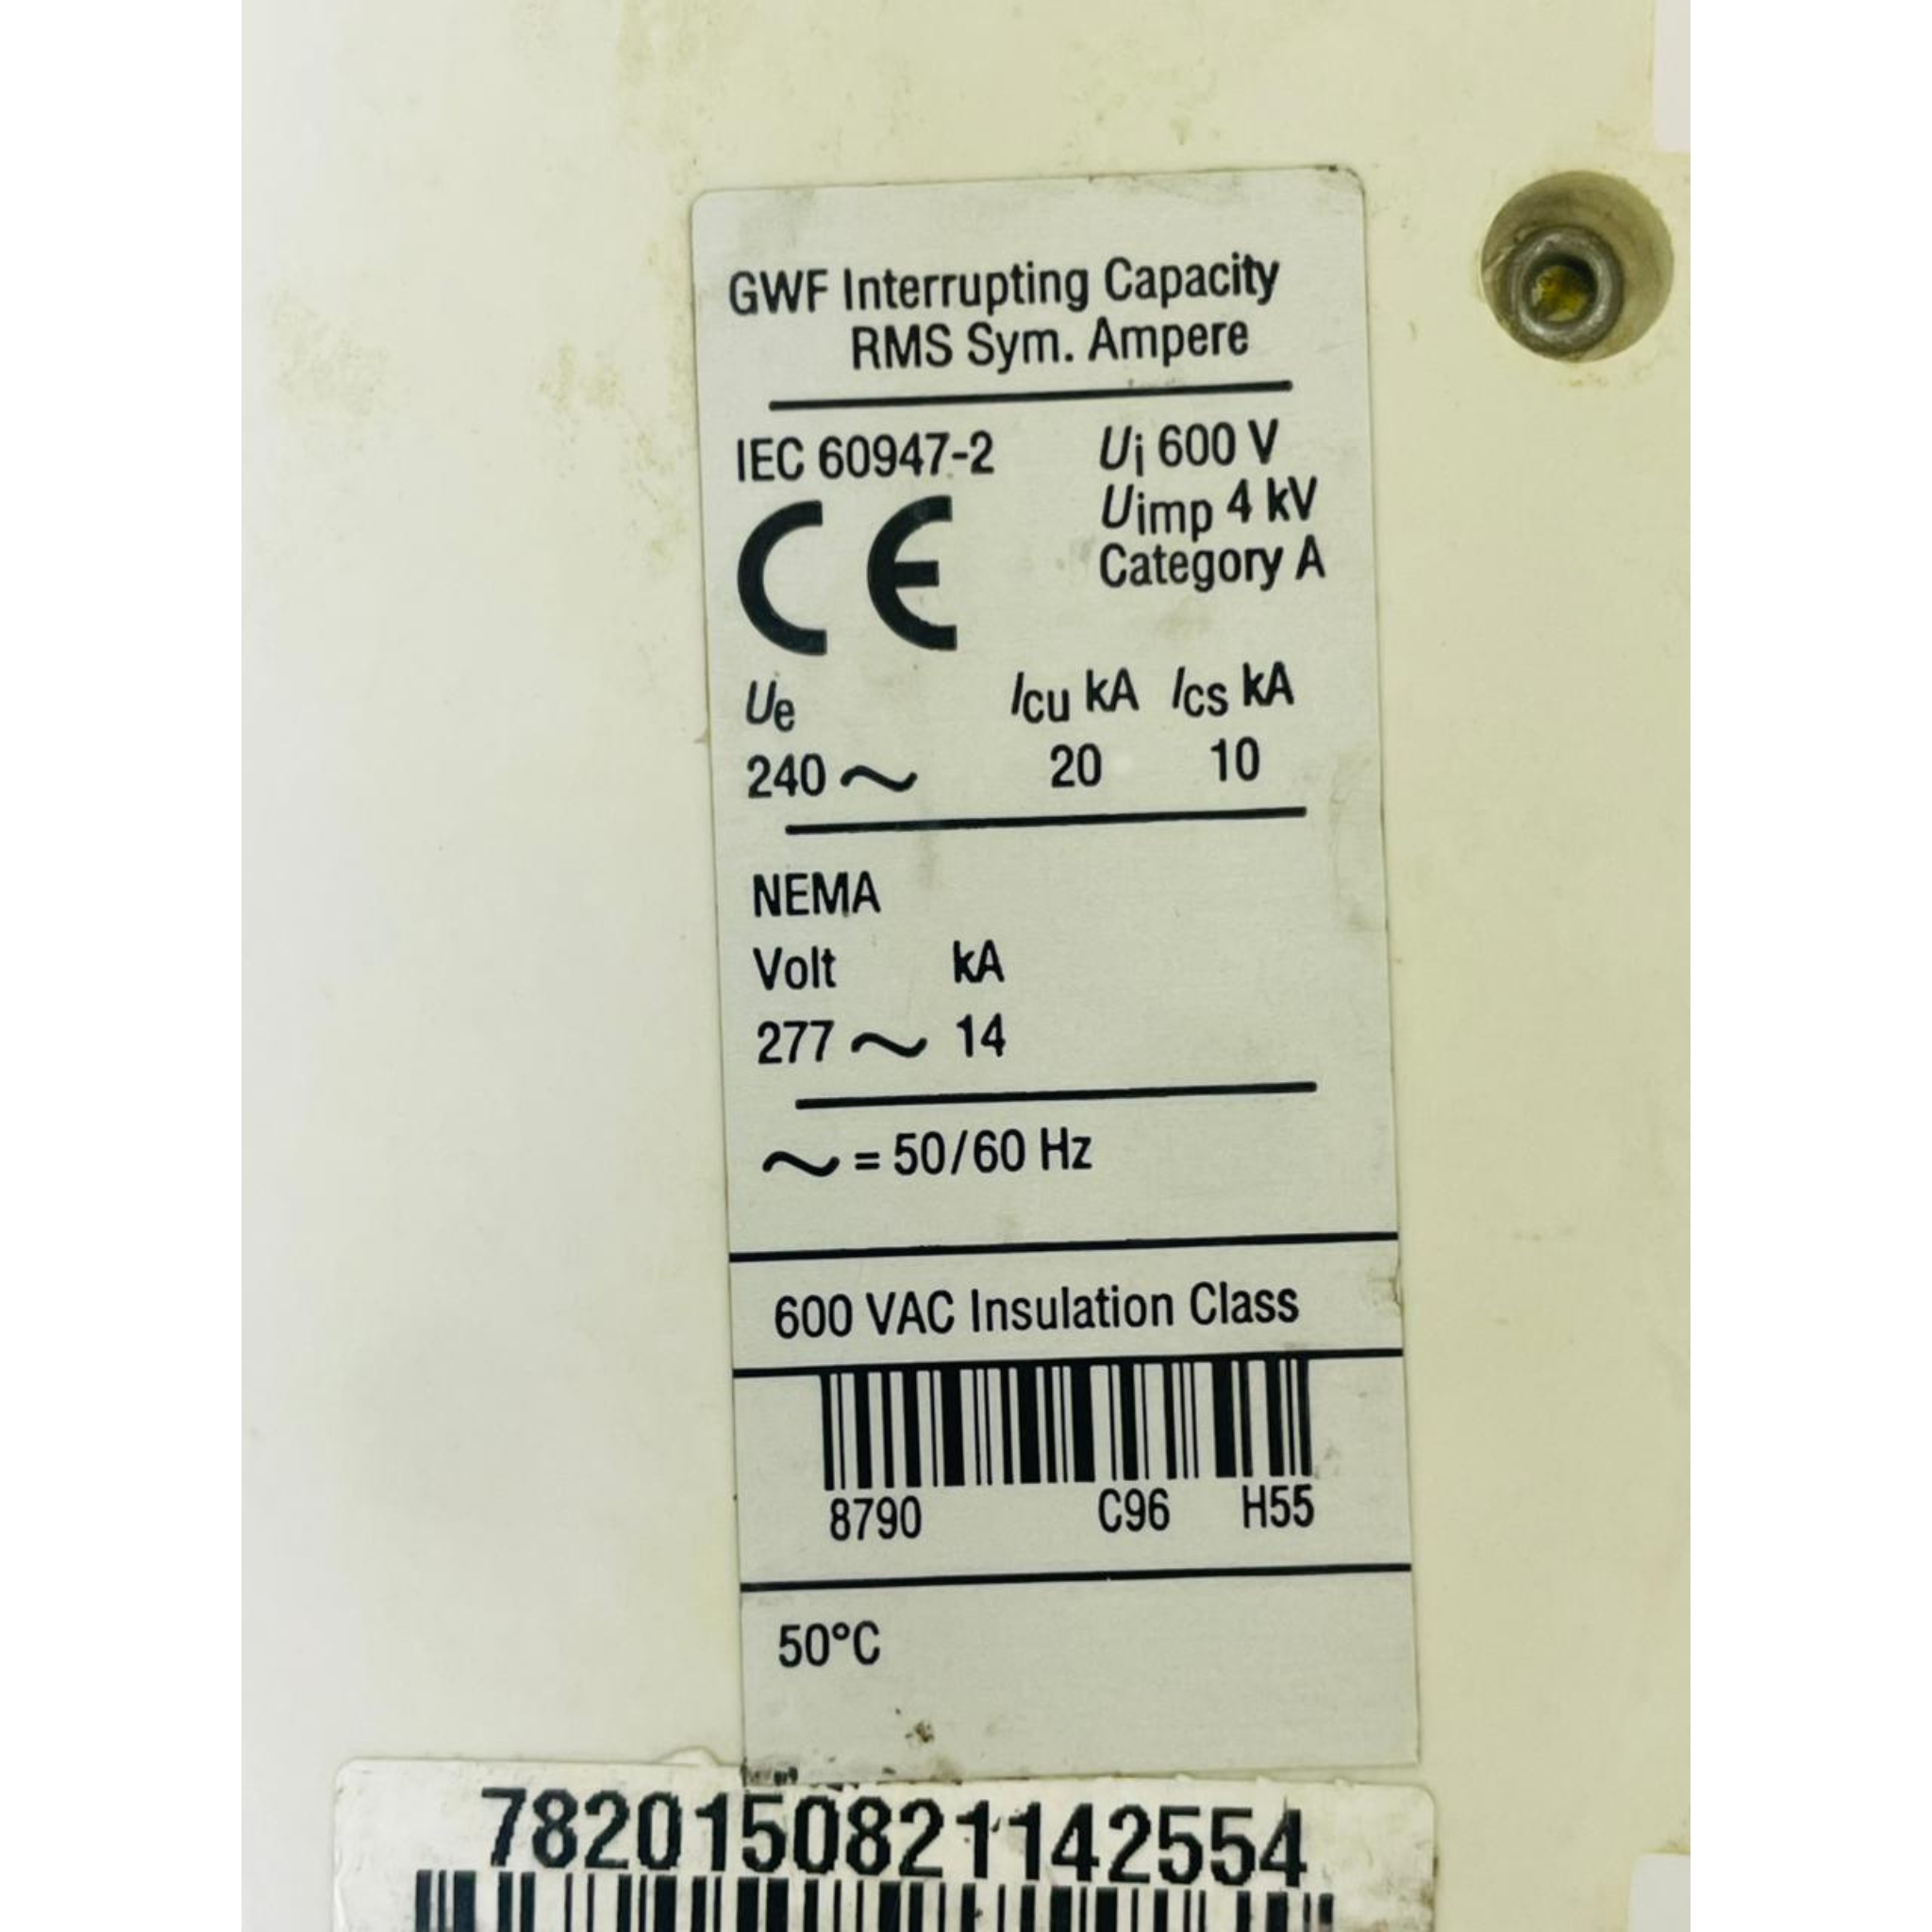 GWF Interrupting Capacity
RMS Sym. Ampere
IEC 60947-2 Ui 600 V
Uimp 4 kV
CE Category A
Ue Icu kA Ics kA
240 ~ 20 10
NEMA
Volt kA
277 ~ 14
~ = 50/60 Hz
600 VAC Insulation Class
8790 C96 H55
50°C
7820150821142554